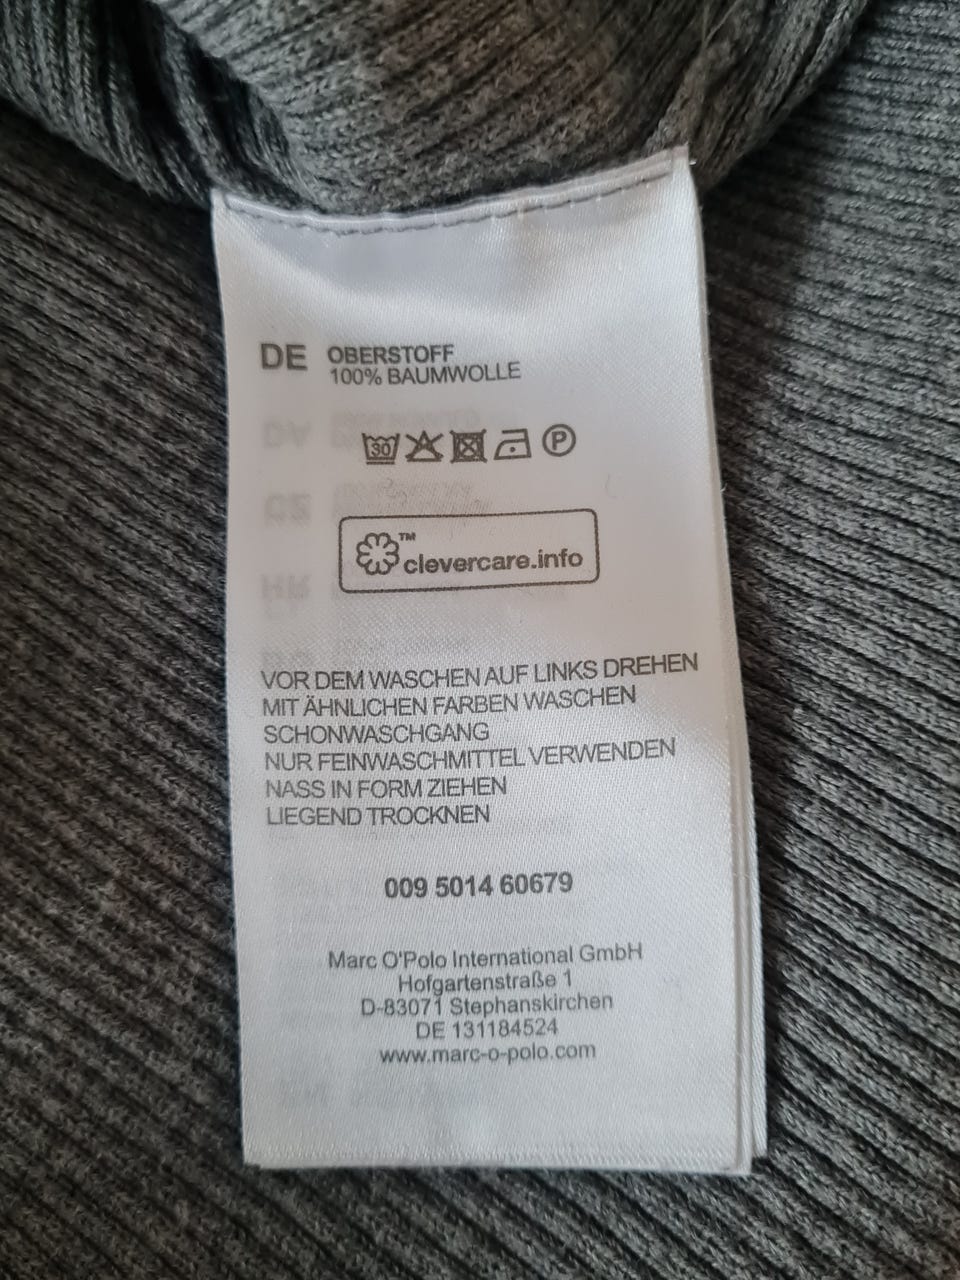 DE OBERSTOFF
100% BAUMWOLLE
30 P
™
clevercare.info
VOR DEM WASCHEN AUF LINKS DREHEN
MIT ÄHNLICHEN FARBEN WASCHEN
SCHONWASCHGANG
NUR FEINWASCHMITTEL VERWENDEN
NASS IN FORM ZIEHEN
LIEGEND TROCKNEN
009 5014 60679
Marc O'Polo International GmbH
Hofgartenstraße 1
D-83071 Stephanskirchen
DE 131184524
www.marc-o-polo.com